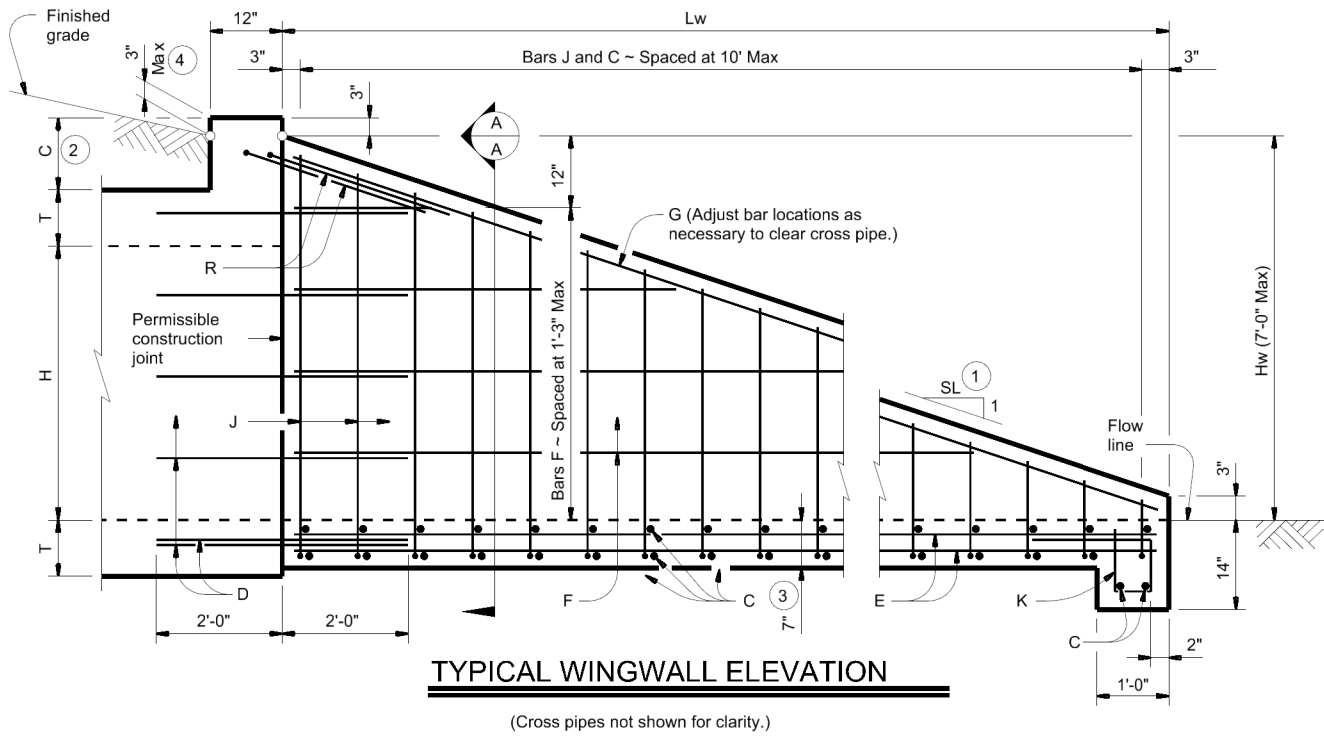 Finished
grade
12"
Lw
3"
Max
4
3"
Bars J and C ~ Spaced at 10' Max
3"
3"
A
A
C
2
12"
G (Adjust bar locations as
necessary to clear cross pipe.)
T
R
Permissible
construction
joint
H
Bars F ~ Spaced at 1'-3" Max
Hw (7'-0" Max)
SL
1
1
J
Flow
line
3"
T
14"
D
F
C
3
7"
E
K
C
2'-0"
2'-0"
2"
1'-0"
TYPICAL WINGWALL ELEVATION
(Cross pipes not shown for clarity.)